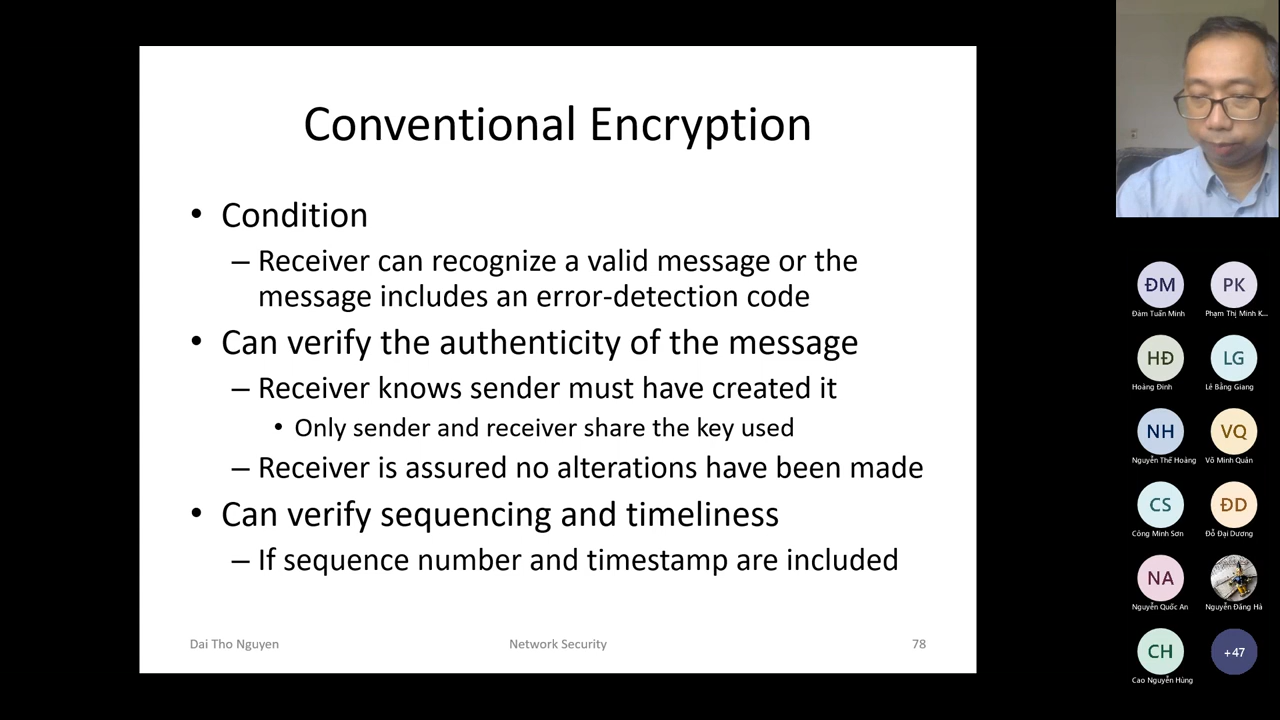 Conventional Encryption
• Condition
– Receiver can recognize a valid message or the
message includes an error-detection code
• Can verify the authenticity of the message
– Receiver knows sender must have created it
• Only sender and receiver share the key used
– Receiver is assured no alterations have been made
• Can verify sequencing and timeliness
– If sequence number and timestamp are included
Dai Tho Nguyen
Network Security
78
ĐM
PK
Đàm Tuấn Minh
Phạm Thị Minh K...
HĐ
LG
Hoàng Đinh
Lê Bằng Giang
NH
VQ
Nguyễn Thế Hoàng
Võ Minh Quân
CS
ĐD
Công Minh Sơn
Đỗ Đại Dương
NA
Nguyễn Quốc An
Nguyễn Đăng Hà
CH
+47
Cao Nguyên Hùng